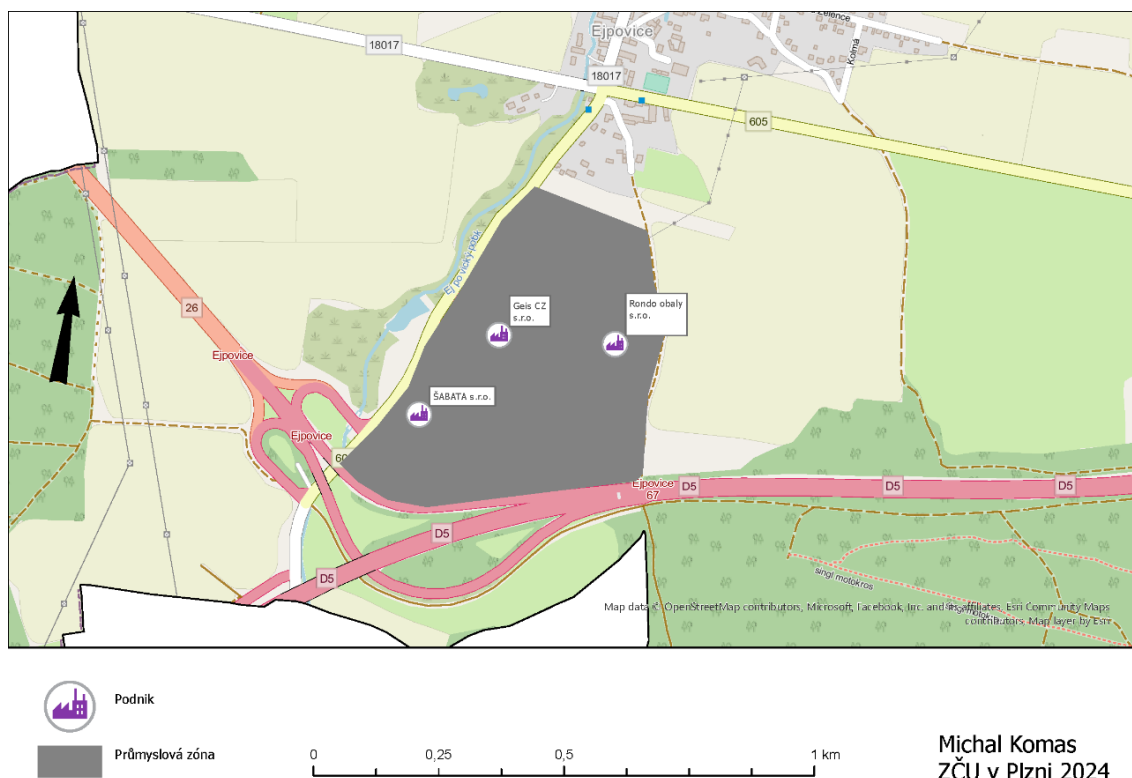 Zelence
Ejpovice
Kolmá
18017
18017
605
Ejpovický potok
26
Geis CZ
s.r.o.
Rondo obaly
s.r.o.
Ejpovice
ŠABATA s.r.o.
Ejpovice
60
Ejpovice
67
D5
D5
D5
D5
D5
singl motokros
Map data © OpenStreetMap contributors, Microsoft, Facebook, Inc. and its affiliates, Esri Community Maps
contributors, Map layer by Esri
Podnik
Průmyslová zóna
0 0,25 0,5 1 km
Michal Komas
ZČU v Plzni 2024